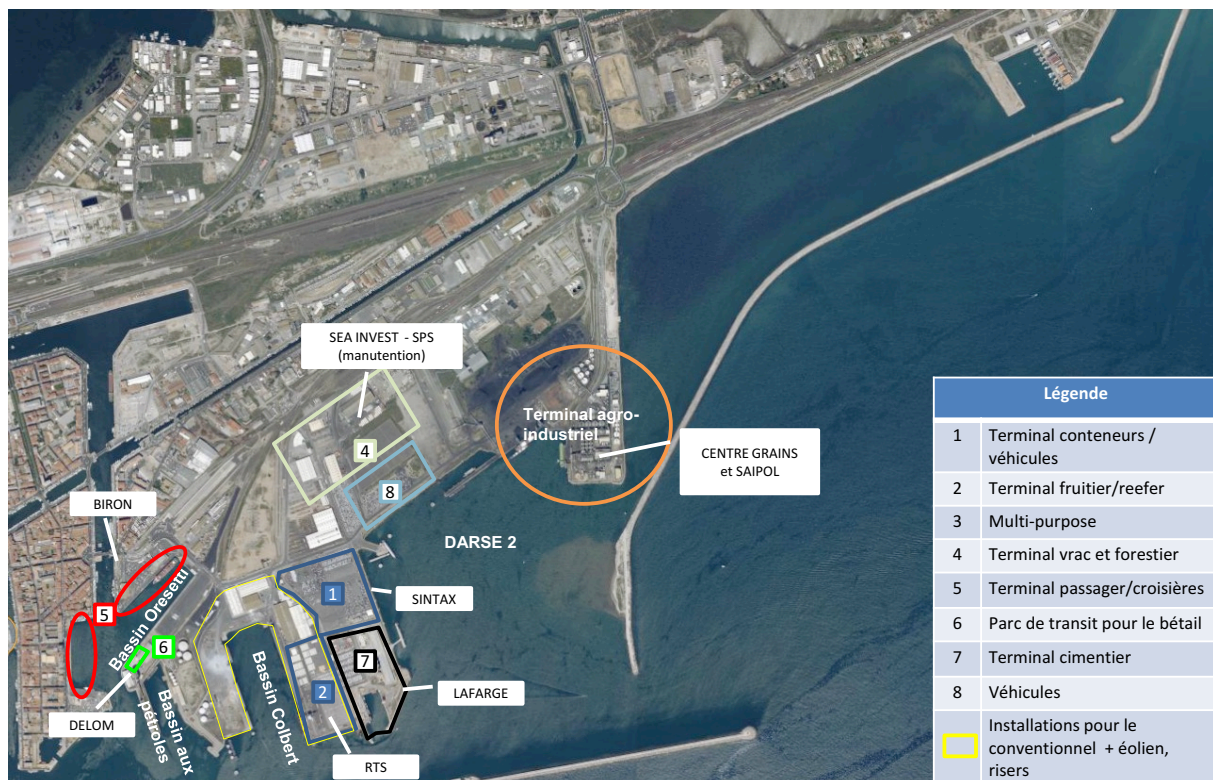 SEA INVEST - SPS
(manutention)
Terminal agro-
industriel
4
CENTRE GRAINS
et SAIPOL
8
BIRON
DARSE 2
1
SINTAX
5
Bassin Oresetti
6
7
2
LAFARGE
DELOM
Bassin aux
pétroles
Bassin Colbert
RTS
Légende
1 Terminal conteneurs /
véhicules
2 Terminal fruitier/reefer
3 Multi-purpose
4 Terminal vrac et forestier
5 Terminal passager/croisières
6 Parc de transit pour le bétail
7 Terminal cimentier
8 Véhicules
Installations pour le
conventionnel + éolien,
risers